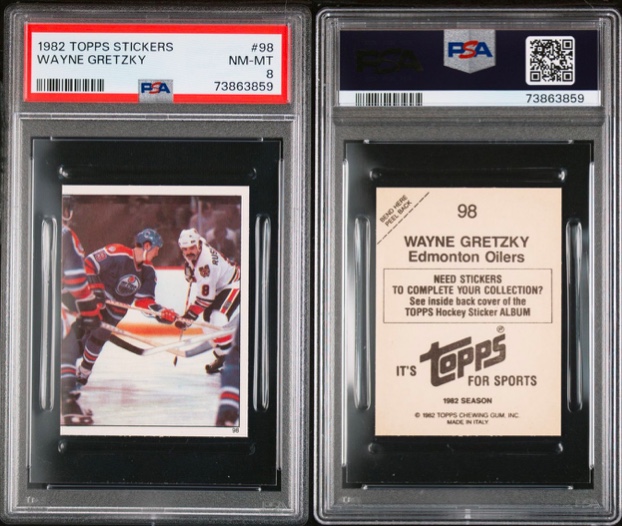 1982 TOPPS STICKERS #98
WAYNE GRETZKY NM-MT
8
PSA 73863859
8
98
PSA
73863859
BEND HERE
PEEL BACK
98
WAYNE GRETZKY
Edmonton Oilers
NEED STICKERS
TO COMPLETE YOUR COLLECTION?
See inside back cover of the
TOPPS Hockey Sticker ALBUM
IT'S topps
FOR SPORTS
1982 SEASON
© 1982 TOPPS CHEWING GUM, INC.
MADE IN ITALY